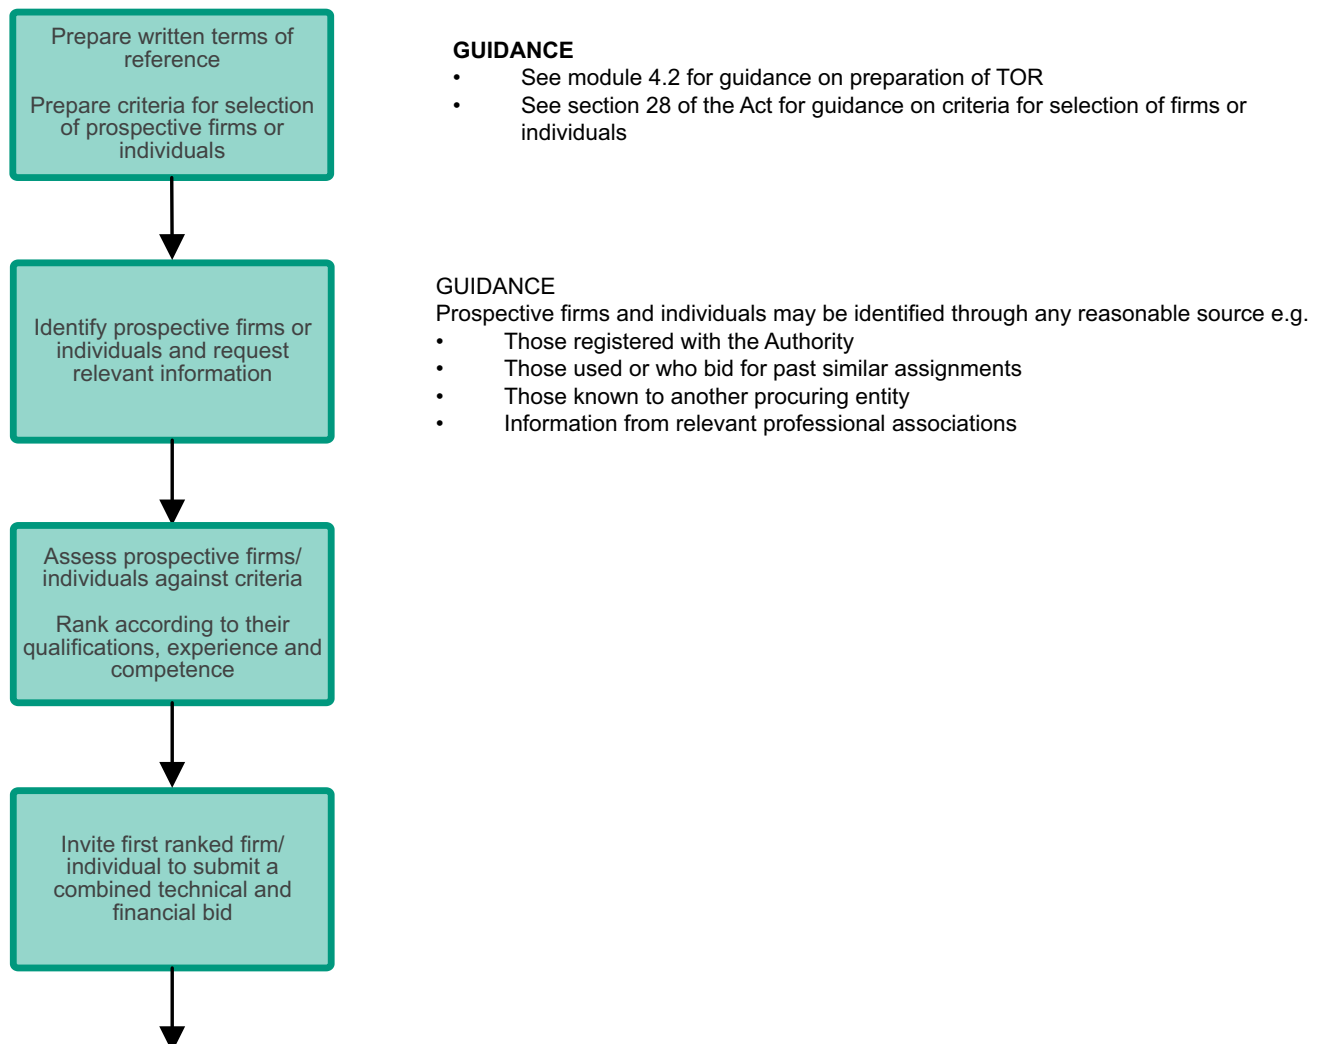 Prepare written terms of
reference
Prepare criteria for selection
of prospective firms or
individuals
GUIDANCE
• See module 4.2 for guidance on preparation of TOR
• See section 28 of the Act for guidance on criteria for selection of firms or
individuals
Identify prospective firms or
individuals and request
relevant information
GUIDANCE
Prospective firms and individuals may be identified through any reasonable source e.g.
• Those registered with the Authority
• Those used or who bid for past similar assignments
• Those known to another procuring entity
• Information from relevant professional associations
Assess prospective firms/
individuals against criteria
Rank according to their
qualifications, experience and
competence
Invite first ranked firm/
individual to submit a
combined technical and
financial bid